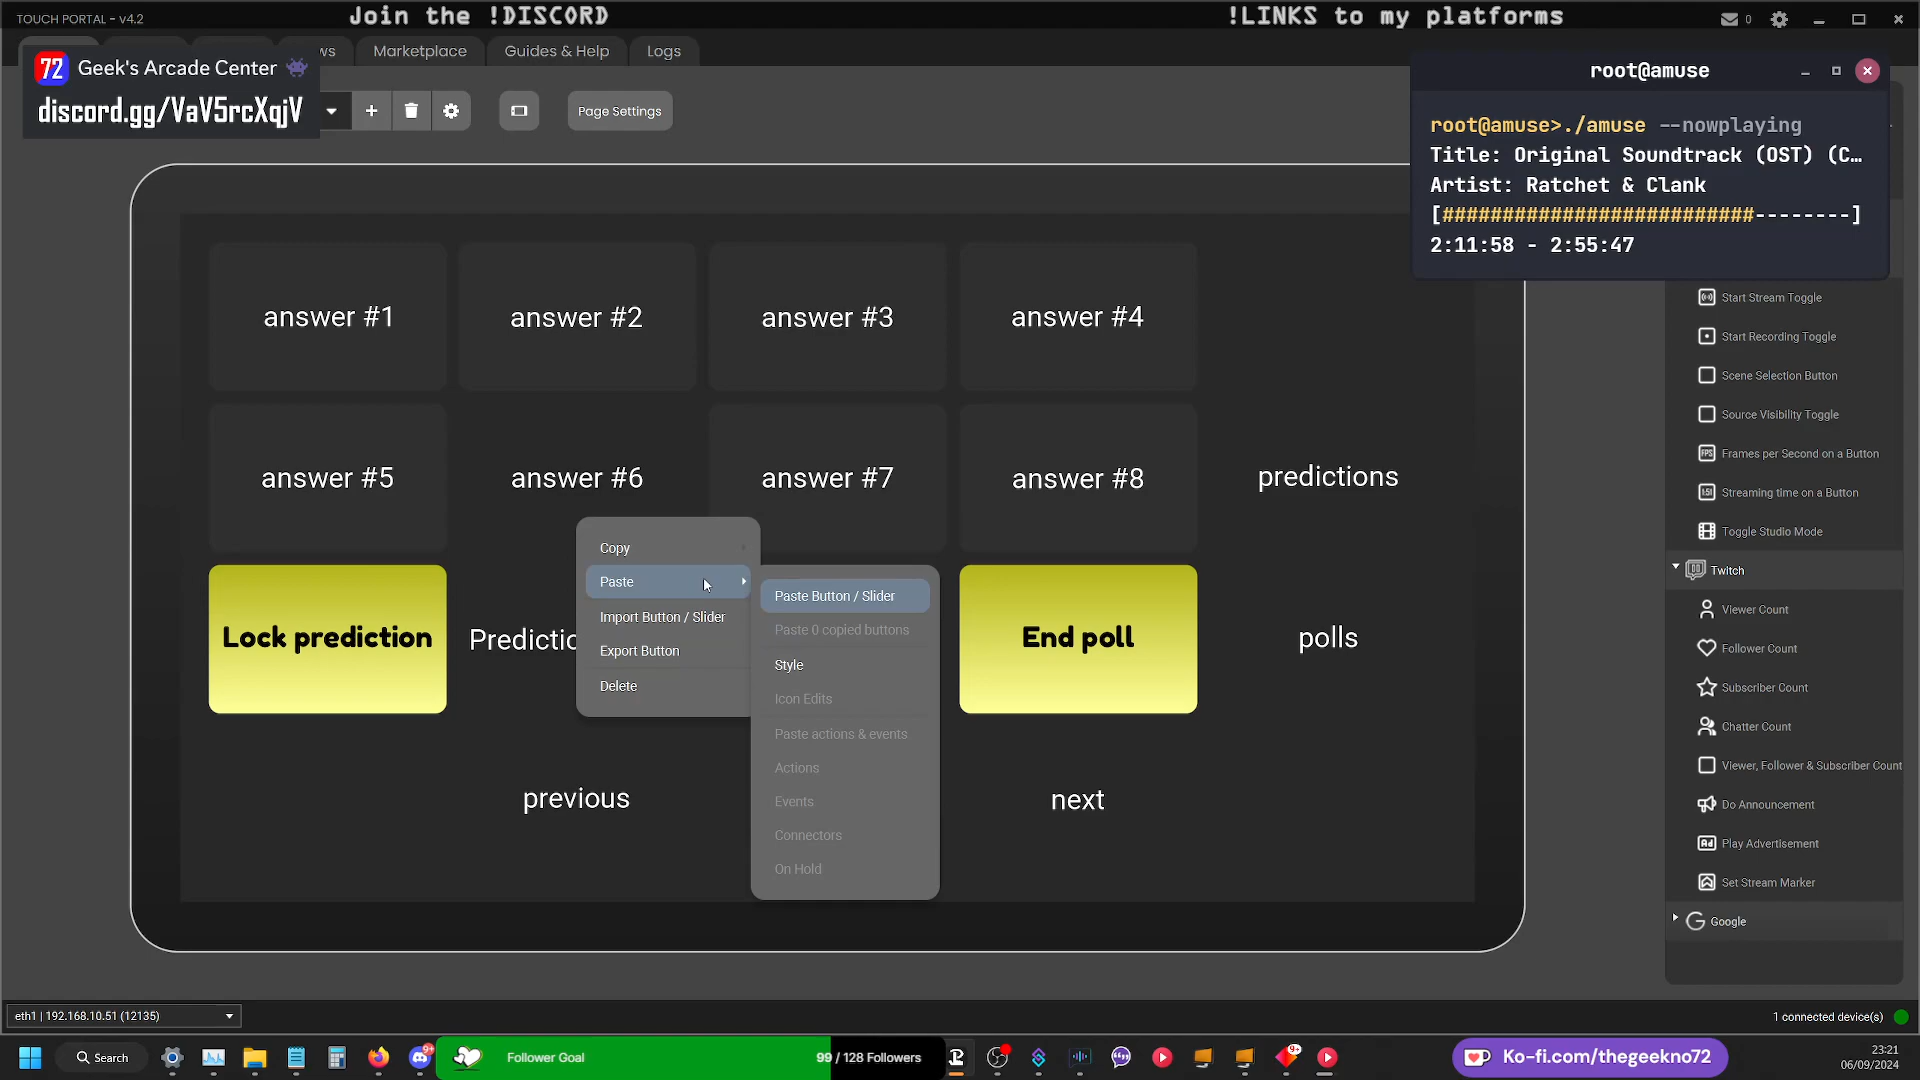 TOUCH PORTAL - v4.2
Join the !DISCORD
!LINKS to my platforms
0
ws
Marketplace
Guides & Help
Logs
72 Geek's Arcade Center
discord.gg/VaV5rcXqjV
Page Settings
root@amuse
root@amuse>./amuse --nowplaying
Title: Original Soundtrack (OST) (C…
Artist: Ratchet & Clank
[##########################--------]
2:11:58 - 2:55:47
answer #1
answer #2
answer #3
answer #4
answer #5
answer #6
answer #7
answer #8
predictions
Lock prediction
Predictio
End poll
polls
previous
next
Copy
Paste
Import Button / Slider
Export Button
Delete
Paste Button / Slider
Paste 0 copied buttons
Style
Icon Edits
Paste actions & events
Actions
Events
Connectors
On Hold
Start Stream Toggle
Start Recording Toggle
Scene Selection Button
Source Visibility Toggle
FPS Frames per Second on a Button
Streaming time on a Button
Toggle Studio Mode
Twitch
Viewer Count
Follower Count
Subscriber Count
Chatter Count
Viewer, Follower & Subscriber Count
Do Announcement
Ad Play Advertisement
Set Stream Marker
Google
eth1 | 192.168.10.51 (12135)
1 connected device(s)
Search
9+
Follower Goal
99 / 128 Followers
9+
Ko-fi.com/thegeekno72
23:21
06/09/2024